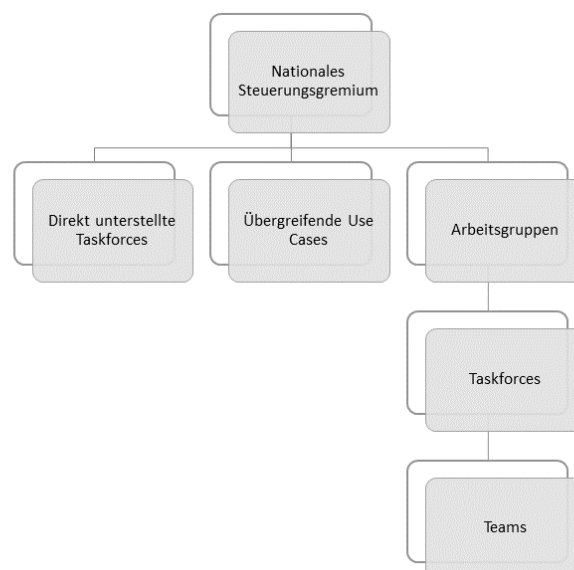 Nationales
Steuerungsgremium
Direkt unterstellte
Taskforces
Übergreifende Use
Cases
Arbeitsgruppen
Taskforces
Teams